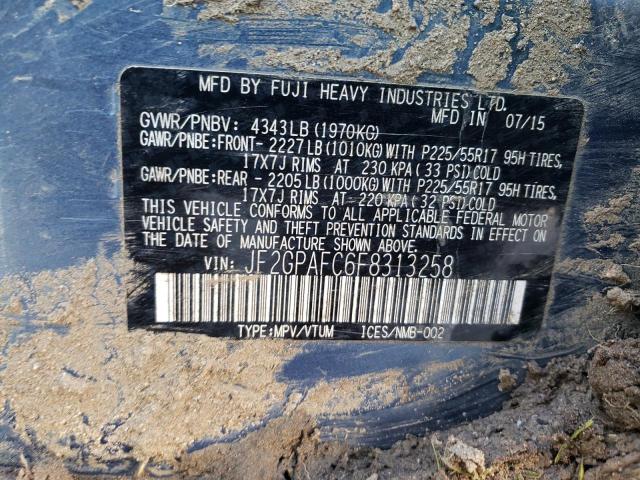 MFD BY FUJI HEAVY INDUSTRIES LTD.
MFD IN 07/15
GVWR/PNBV: 4343LB (1970KG)
GAWR/PNBE:FRONT- 2227LB (1010KG) WITH P225/55R17 95H TIRES,
17X7J RIMS AT 230 KPA (33 PSI) COLD
GAWR/PNBE:REAR - 2205LB (1000KG) WITH P225/55R17 95H TIRES,
17X7J RIMS AT 220 KPA (32 PSI) COLD
THIS VEHICLE CONFORMS TO ALL APPLICABLE FEDERAL MOTOR
VEHICLE SAFETY AND THEFT PREVENTION STANDARDS IN EFFECT
ON THE DATE OF MANUFACTURE SHOWN ABOVE.
VIN: JF2GPAFC6F8313258
TYPE:MPV/VTUM ICES/NMB-002